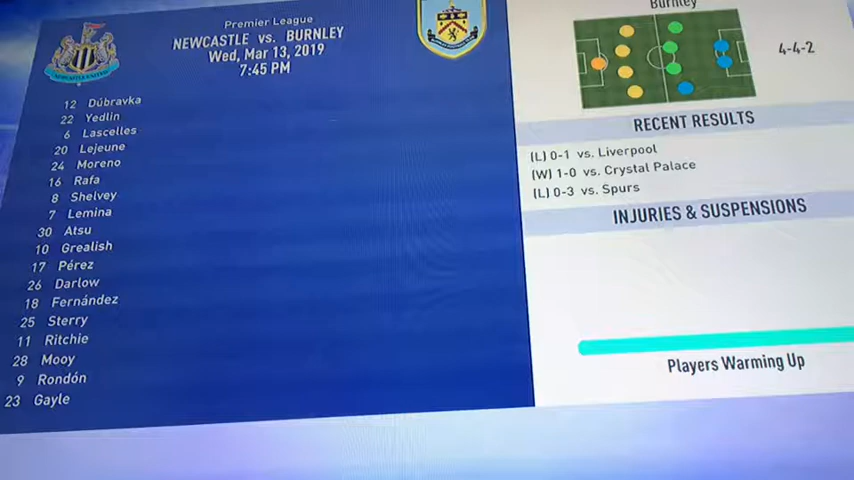 Premier League
NEWCASTLE vs. BURNLEY
Wed, Mar 13, 2019
7:45 PM
12 Dúbravka
22 Yedlin
6 Lascelles
20 Lejeune
24 Moreno
16 Rafa
8 Shelvey
7 Lemina
30 Atsu
10 Grealish
17 Pérez
26 Darlow
18 Fernández
25 Sterry
11 Ritchie
28 Mooy
9 Rondón
23 Gayle
Burnley
4-4-2
RECENT RESULTS
(L) 0-1 vs. Liverpool
(W) 1-0 vs. Crystal Palace
(L) 0-3 vs. Spurs
INJURIES & SUSPENSIONS
Players Warming Up